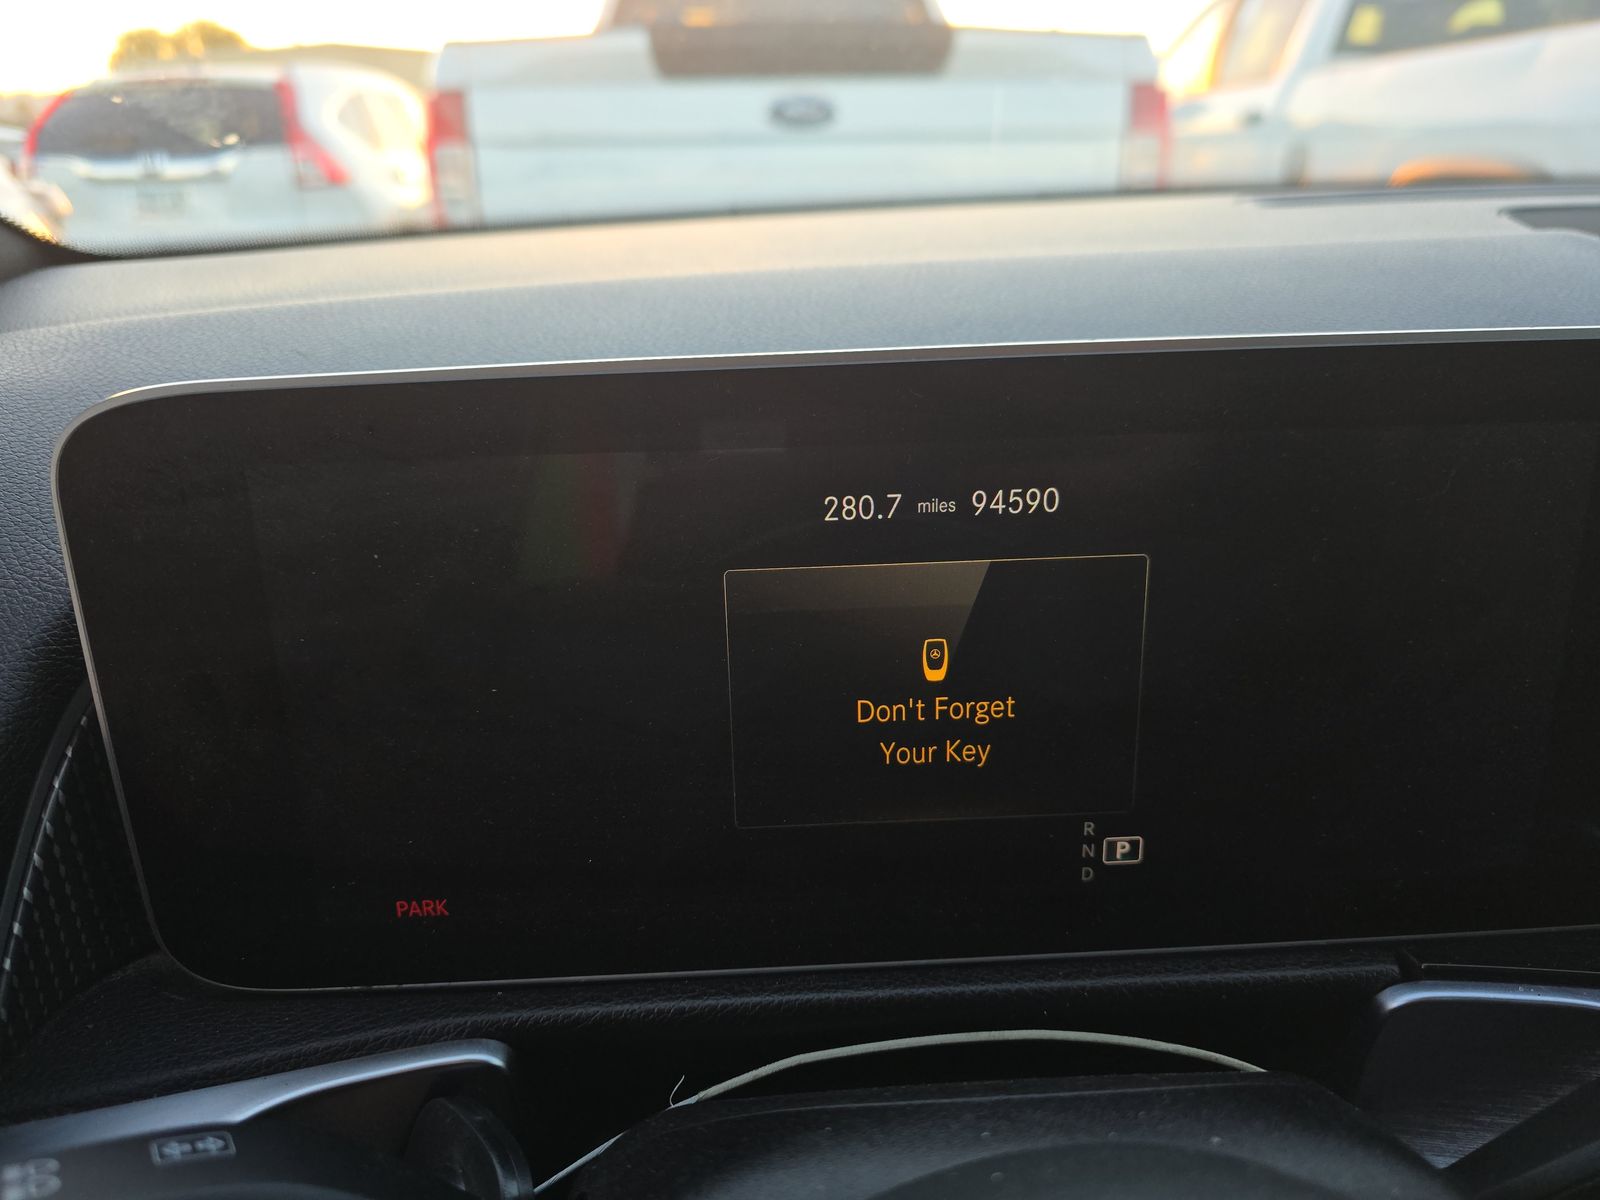 280.7 miles 94590
Don't Forget
Your Key
R
N P
D
PARK